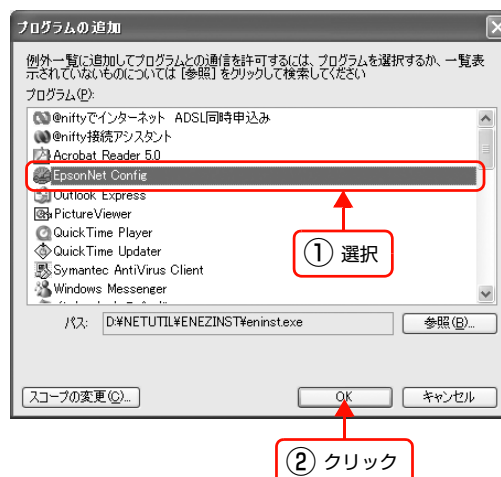 プログラムの追加
例外一覧に追加してプログラムとの通信を許可するには、プログラムを選択するか、一覧表
示されていないものについては [参照] をクリックして検索してください
プログラム(P):
@niftyでインターネット ADSL同時申込み
@nifty接続アシスタント
Acrobat Reader 5.0
EpsonNet Config
Outlook Express
PictureViewer
QuickTime Player
① 選択
QuickTime Updater
Symantec AntiVirus Client
Windows Messenger
パス: D:¥NETUTIL¥ENEZINST¥eninst.exe 参照(B)...
スコープの変更(C)... OK キャンセル
② クリック